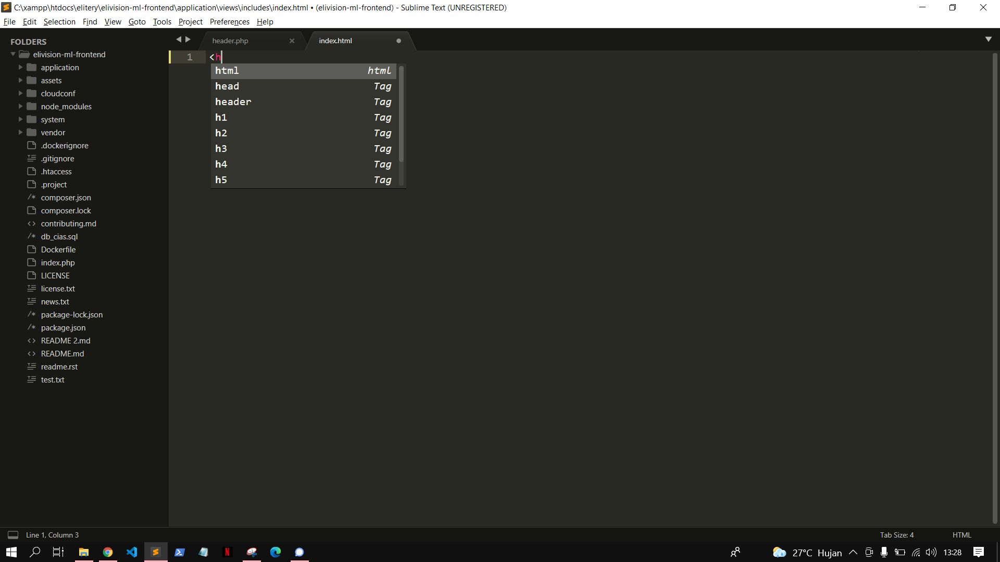 C:\xampp\htdocs\elitery\elivision-ml-frontend\application\views\includes\index.html • (elivision-ml-frontend) - Sublime Text (UNREGISTERED)
File Edit Selection Find View Goto Tools Project Preferences Help
FOLDERS
elivision-ml-frontend
application
assets
cloudconf
node_modules
system
vendor
.dockerignore
.gitignore
.htaccess
.project
composer.json
composer.lock
contributing.md
db_cias.sql
Dockerfile
index.php
LICENSE
license.txt
news.txt
package-lock.json
package.json
README 2.md
README.md
readme.rst
test.txt
header.php index.html
1 <h
html html
head Tag
header Tag
h1 Tag
h2 Tag
h3 Tag
h4 Tag
h5 Tag
Line 1, Column 3 Tab Size: 4 HTML
27°C Hujan 13:28